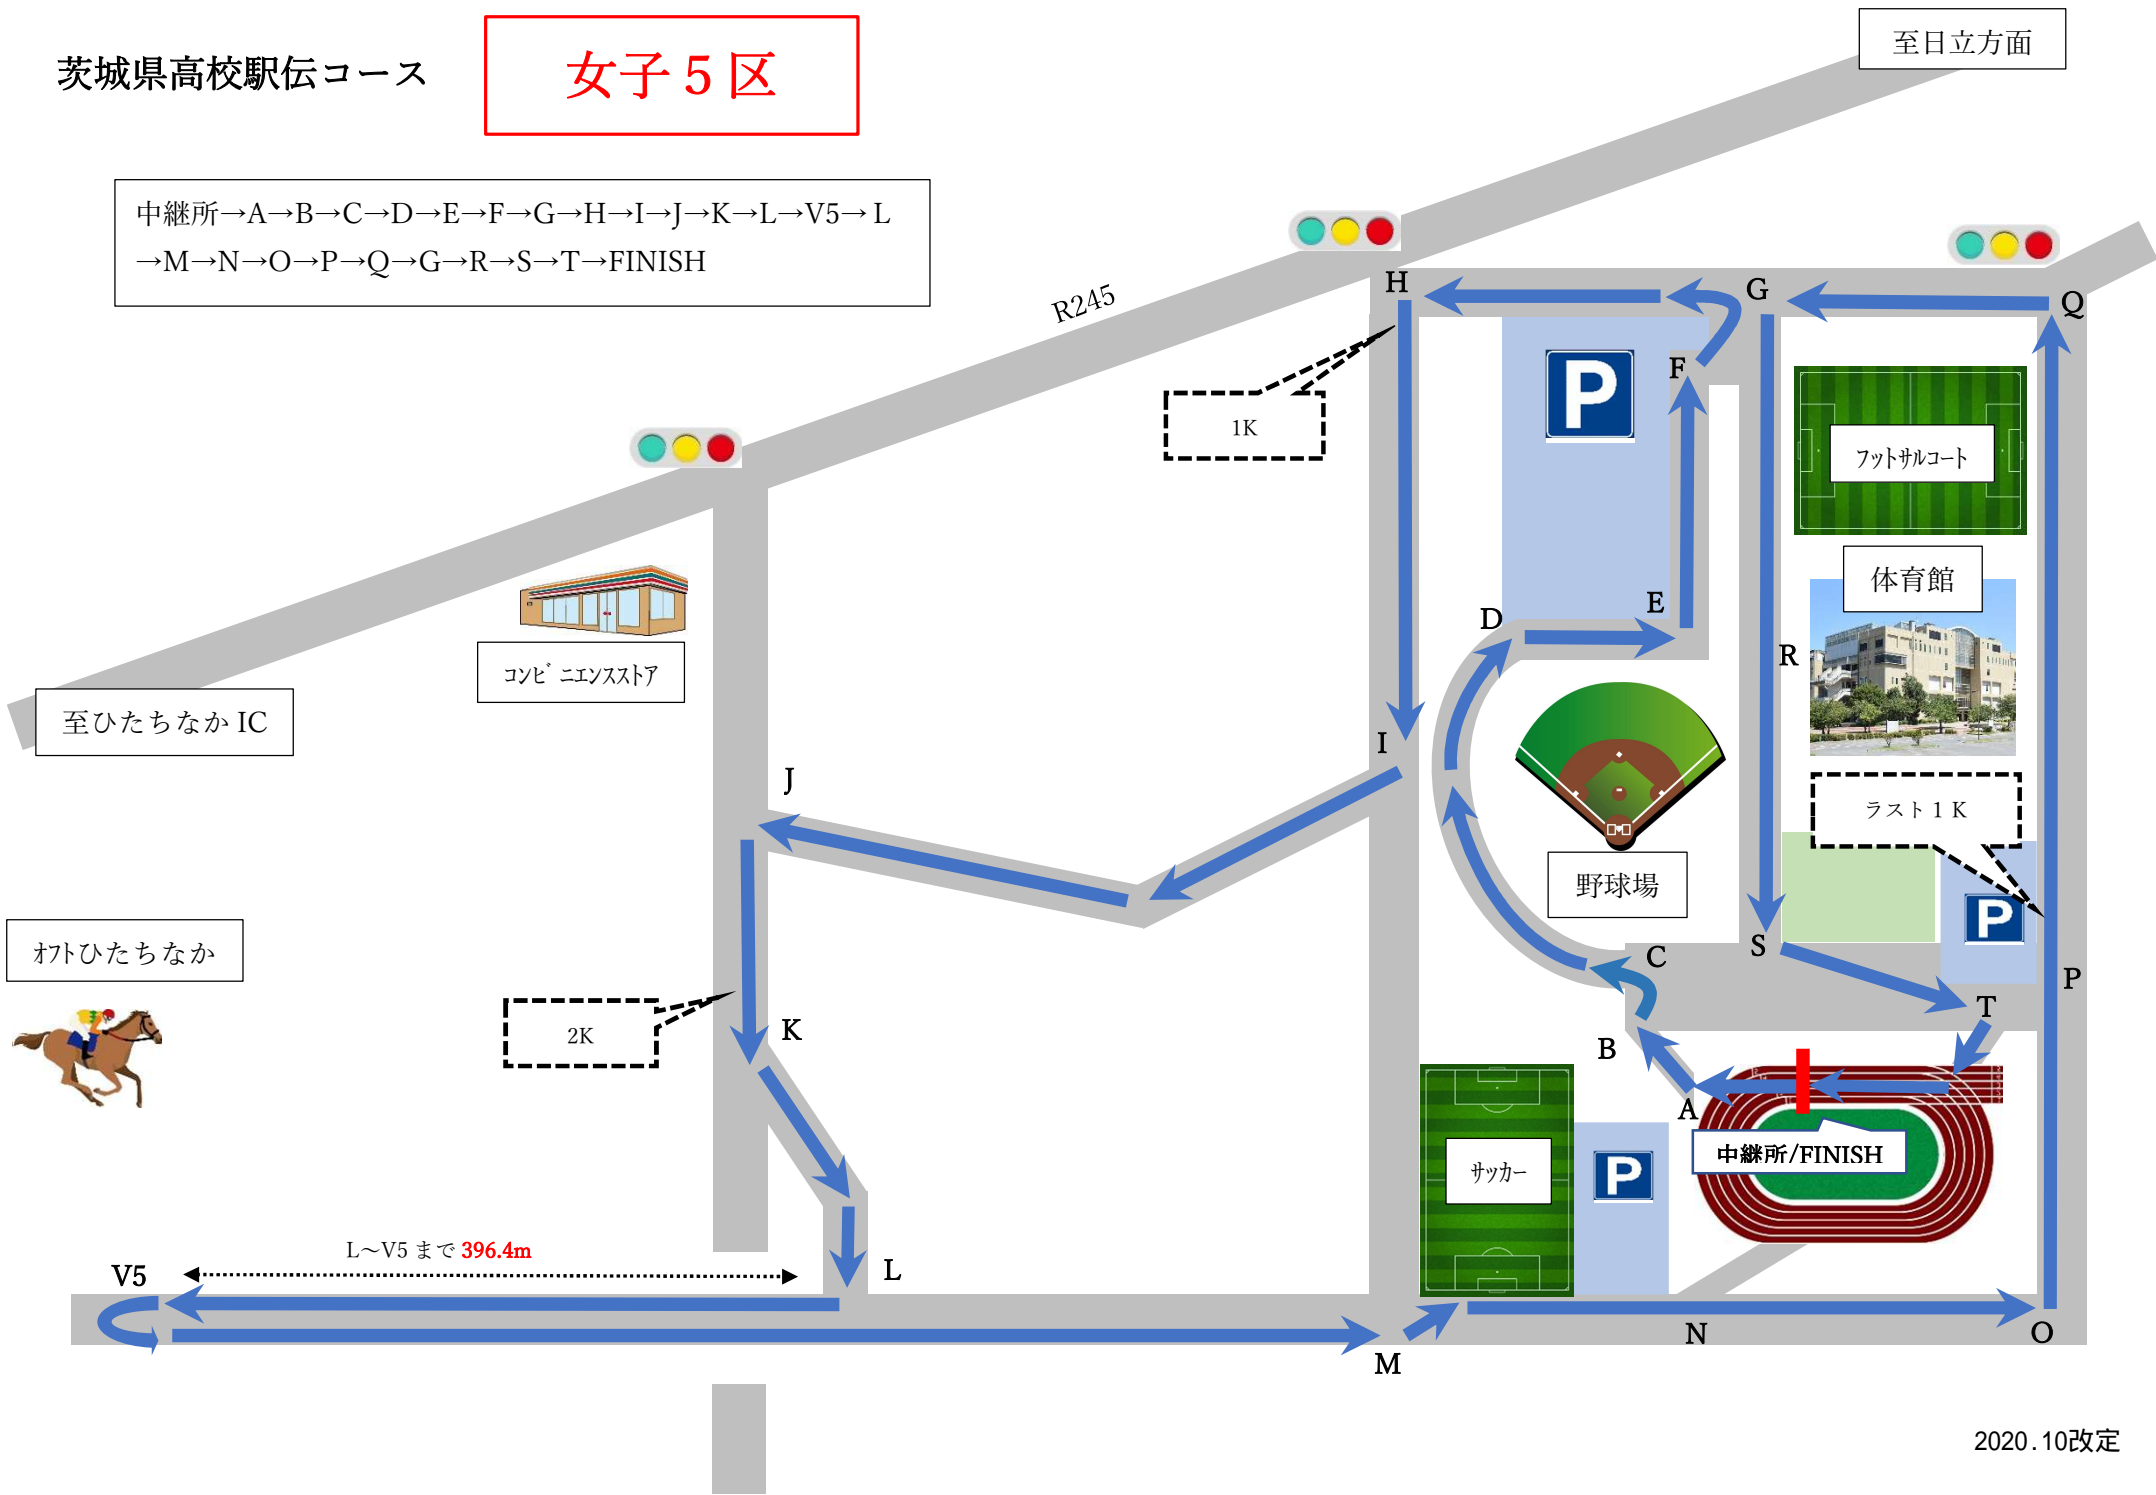 茨城県高校駅伝コース
女子５区
至日立方面
中継所→A→B→C→D→E→F→G→H→I→J→K→L→V5→L
→M→N→O→P→Q→G→R→S→T→FINISH
R245
H
G
Q
1K
F
フットサルコート
体育館
コンビニエンスストア
D
E
R
至ひたちなか IC
I
J
ラスト１K
野球場
オフトひたちなか
C
S
P
T
2K
K
B
A
中継所/FINISH
サッカー
L～V5 まで 396.4m
V5
L
N
O
M
P
P
P
2020.10改定